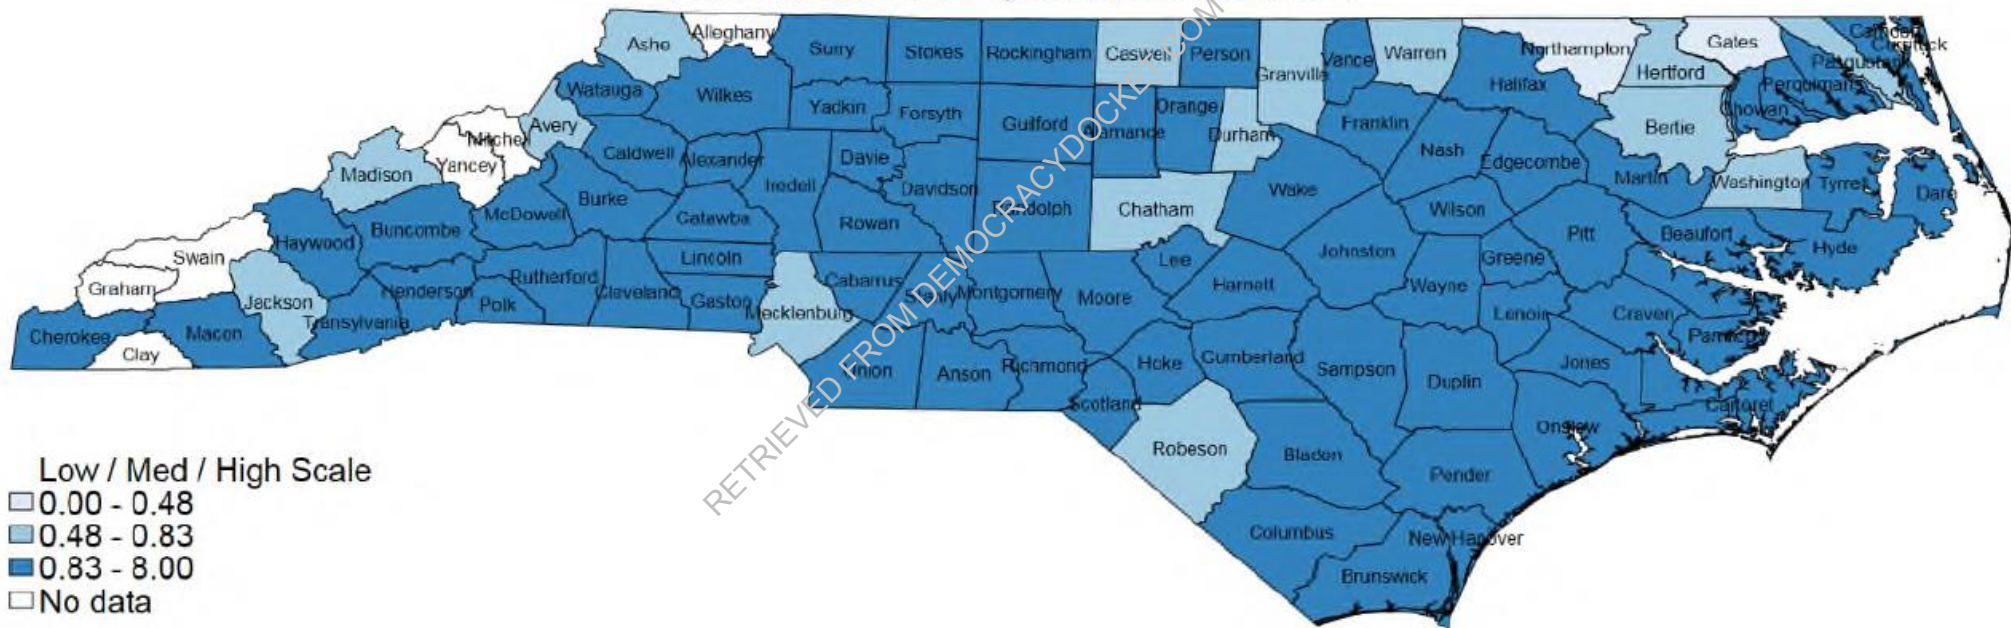 Ashe
Alleghany
Surry
Stokes
Rockingham
Caswell
Person
Granville
Vance
Warren
Northampton
Gates
Camden
Currituck
Pasquotank
Hertford
Perquimans
Halifax
Watauga
Wilkes
Yadkin
Forsyth
Guilford
Alamance
Orange
Durham
Franklin
Chowan
Bertie
Mitchell
Avery
Caldwell
Alexander
Davie
Nash
Edgecombe
Yancey
Madison
Iredell
Davidson
Randolph
Wake
Martin
Washington
Tyrrell
Dare
McDowell
Burke
Catawba
Rowan
Chatham
Wilson
Buncombe
Haywood
Swain
Lincoln
Johnston
Pitt
Beaufort
Hyde
Graham
Jackson
Henderson
Rutherford
Polk
Cleveland
Gaston
Mecklenburg
Cabarrus
Stanly
Montgomery
Moore
Lee
Harnett
Wayne
Greene
Lenoir
Craven
Pamlico
Cherokee
Clay
Macon
Transylvania
Union
Anson
Richmond
Hoke
Cumberland
Sampson
Duplin
Jones
Scotland
Carteret
Onslow
Robeson
Bladen
Pender
Columbus
New Hanover
Brunswick
RETRIEVED FROM DEMOCRACYDOCKET.COM
Low / Med / High Scale
0.00 - 0.48
0.48 - 0.83
0.83 - 8.00
No data